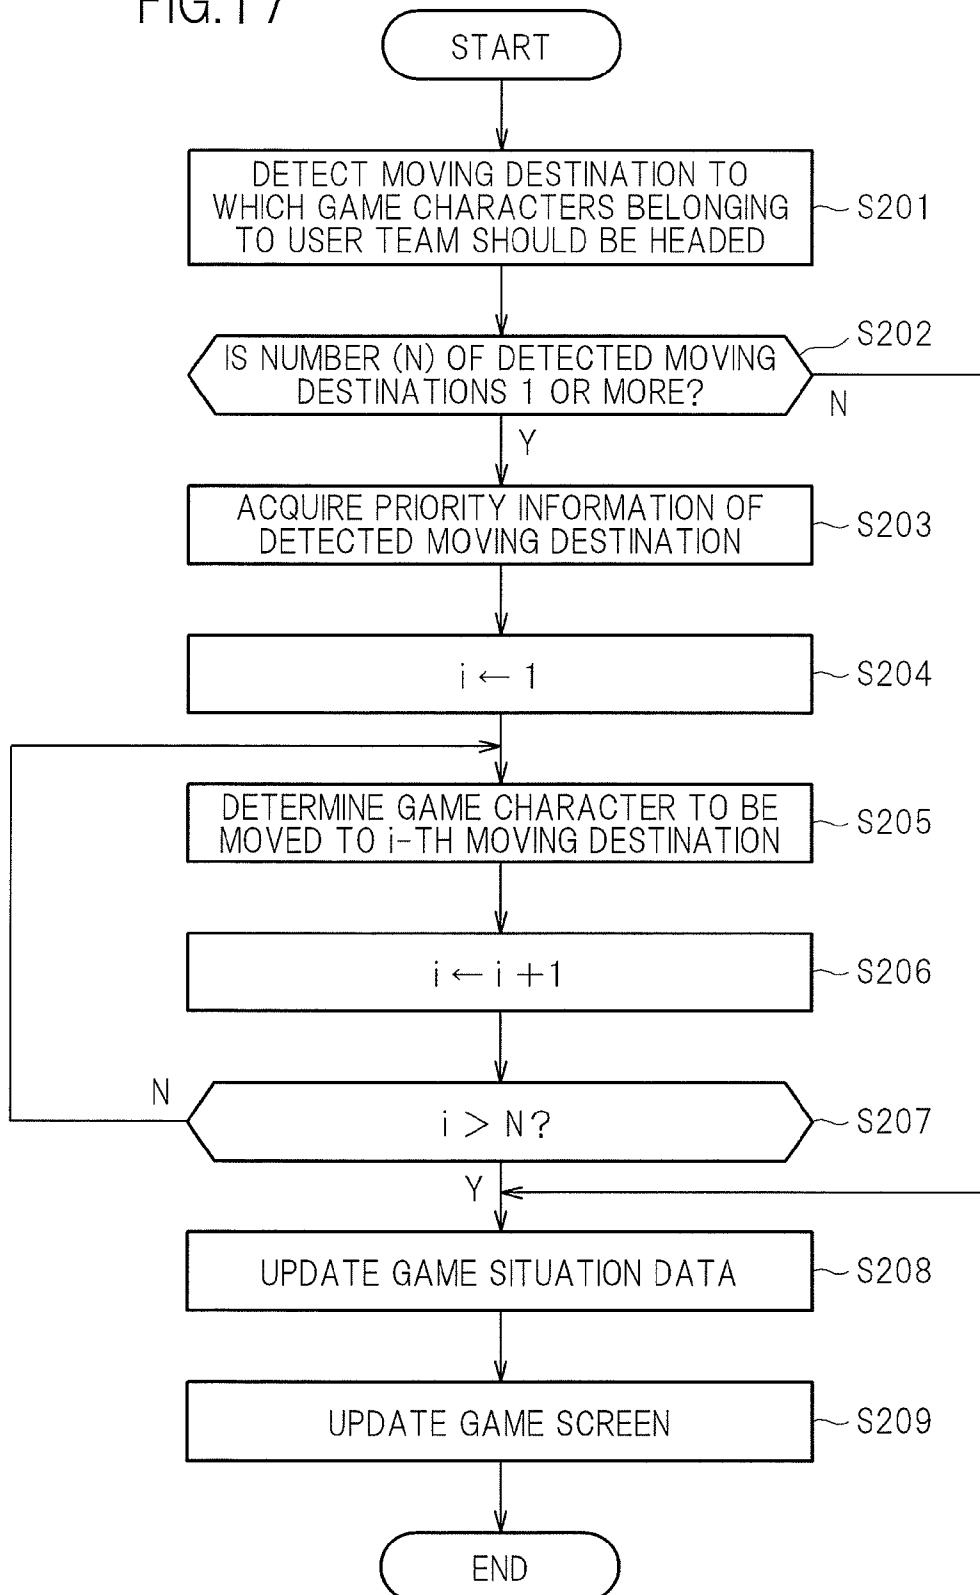 FIG.17
START
DETECT MOVING DESTINATION TO
WHICH GAME CHARACTERS BELONGING
TO USER TEAM SHOULD BE HEADED
S201
IS NUMBER (N) OF DETECTED MOVING
DESTINATIONS 1 OR MORE?
S202
N
Y
ACQUIRE PRIORITY INFORMATION OF
DETECTED MOVING DESTINATION
S203
i ← 1
S204
DETERMINE GAME CHARACTER TO BE
MOVED TO i-TH MOVING DESTINATION
S205
i ← i +1
S206
N
i > N?
S207
Y
UPDATE GAME SITUATION DATA
S208
UPDATE GAME SCREEN
S209
END